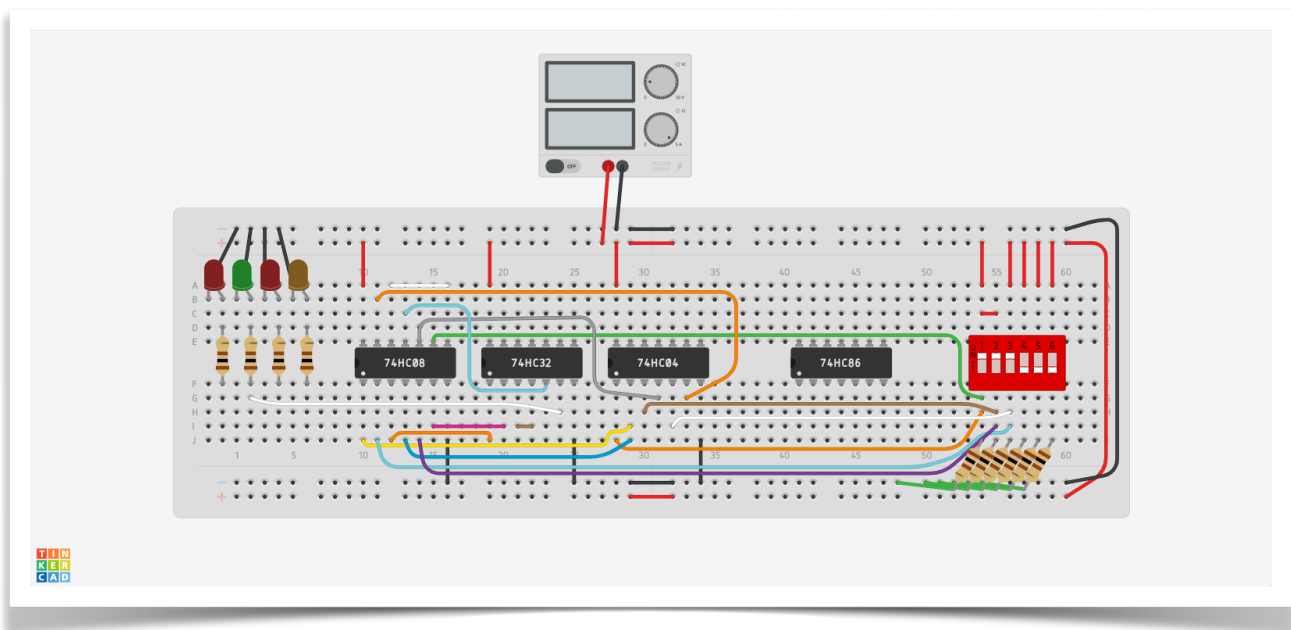 OFF
10 15 20 25 30 35 40 45 50 55 60
A A
B B
C C
D D
E E
74HC08 74HC32 74HC04 74HC86
1 2 3 4 5 6
F F
G G
H H
I I
J J
1 5 10 15 20 25 30 35 40 45 50 55 60
TIN
KER
CAD